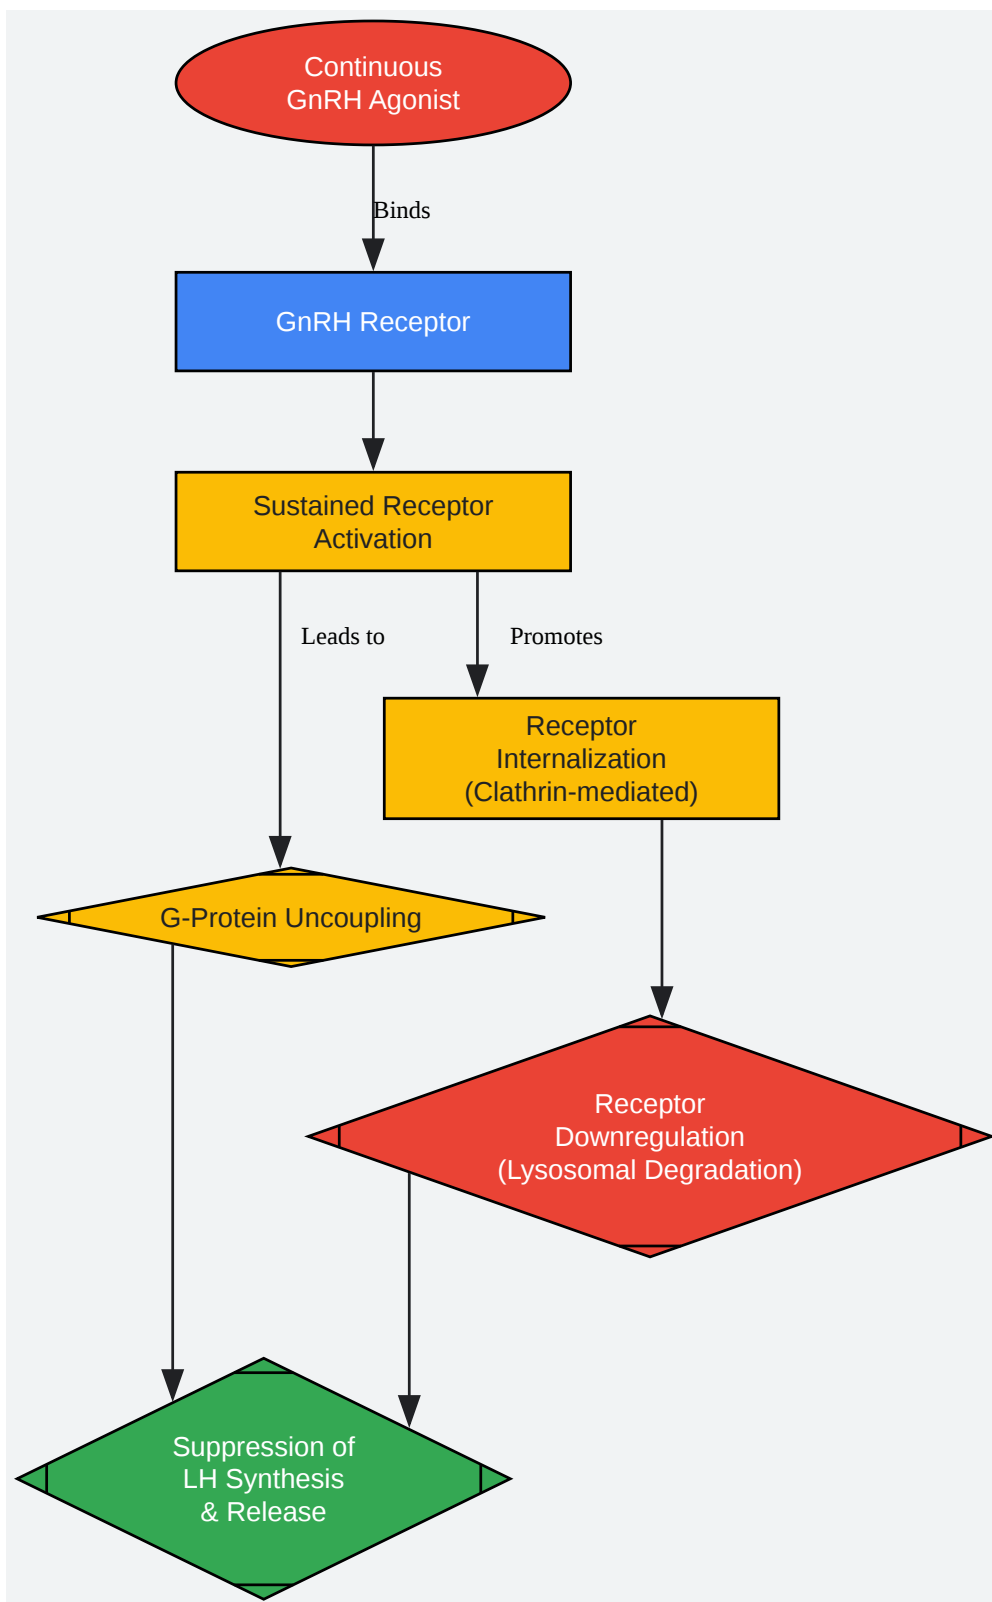 Continuous
GnRH Agonist
Binds
GnRH Receptor
Sustained Receptor
Activation
Leads to
Promotes
Receptor
Internalization
(Clathrin-mediated)
G-Protein Uncoupling
Receptor
Downregulation
(Lysosomal Degradation)
Suppression of
LH Synthesis
& Release